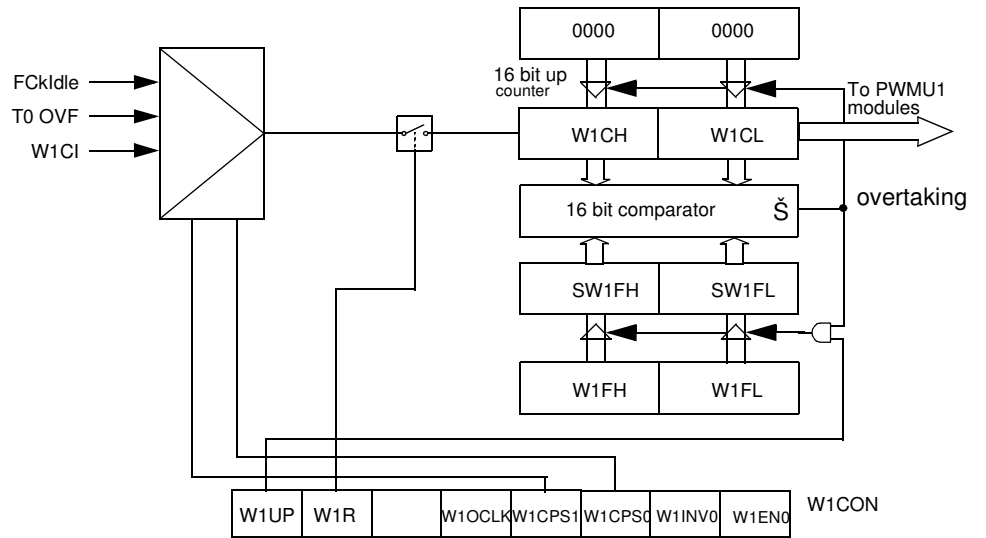 0000 0000
FCkIdle
16 bit up
counter
To PWMU1
modules
T0 OVF
W1CI
W1CH W1CL
16 bit comparator Š
overtaking
SW1FH SW1FL
W1FH W1FL
W1UP W1R W1OCLK W1CPS1 W1CPS0 W1INV0 W1EN0
W1CON